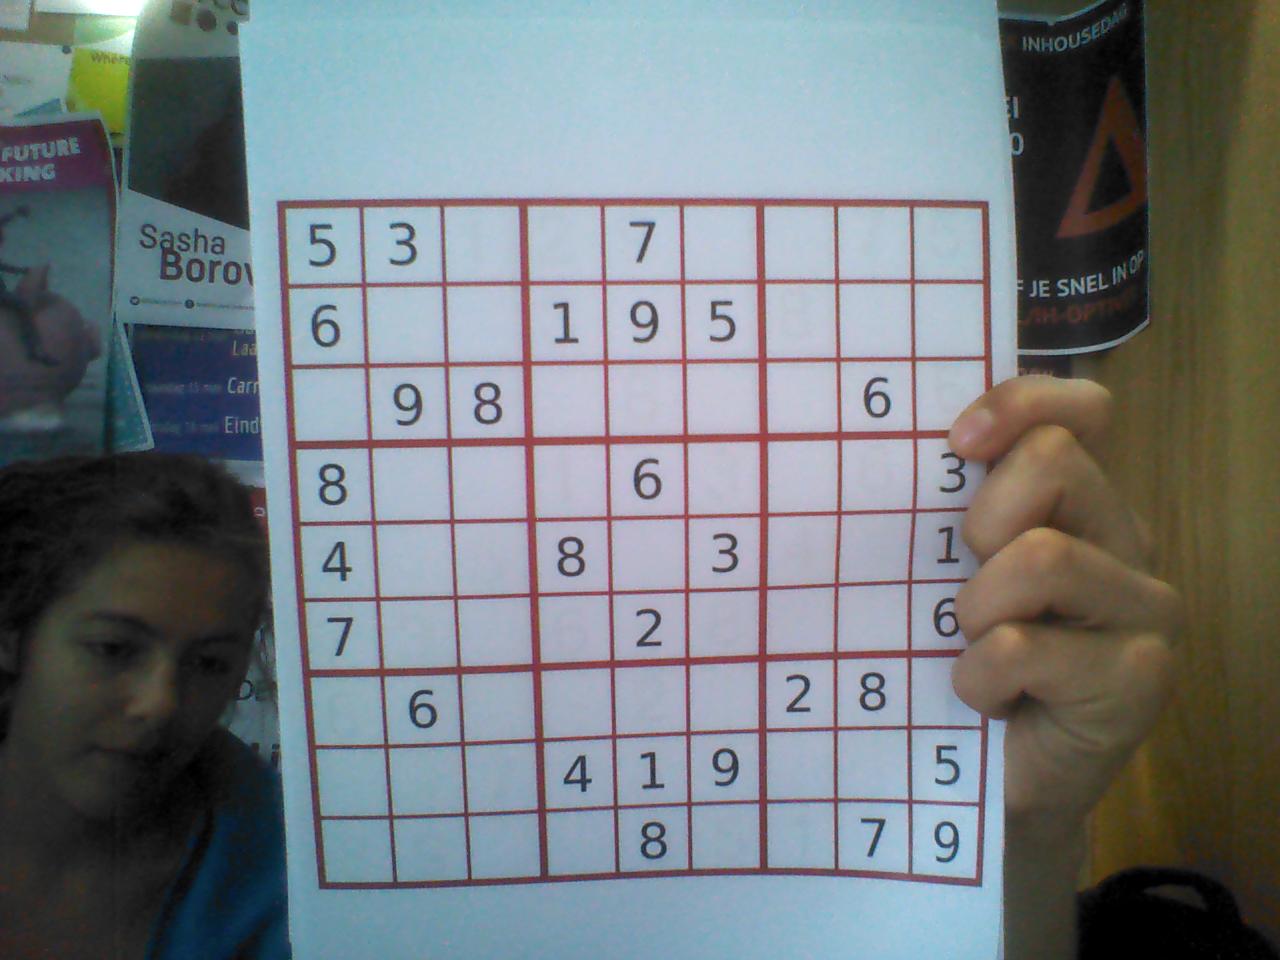 Where
FUTURE
KING
Sasha
Borov
Laa
Carr
Eind
INHOUSEDAG
EI
0
F JE SNEL IN OP
5 3 7
6 1 9 5
9 8 6
8 6 3
4 8 3 1
7 2 6
6 2 8
4 1 9 5
8 7 9